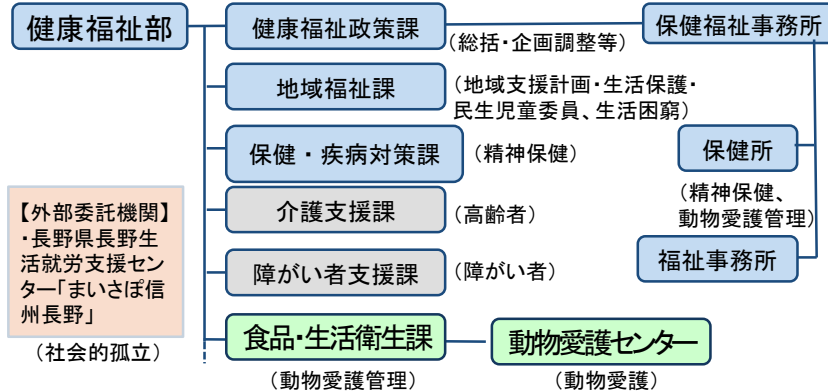 健康福祉部
健康福祉政策課
(総括・企画調整等)
保健福祉事務所
地域福祉課
(地域支援計画・生活保護・
民生児童委員、生活困窮)
保健・疾病対策課
(精神保健)
保健所
(精神保健、
動物愛護管理)
介護支援課
(高齢者)
福祉事務所
障がい者支援課
(障がい者)
【外部委託機関】
・長野県長野生
活就労支援セン
ター「まいさぽ信
州長野」
(社会的孤立)
食品・生活衛生課
(動物愛護管理)
動物愛護センター
(動物愛護)